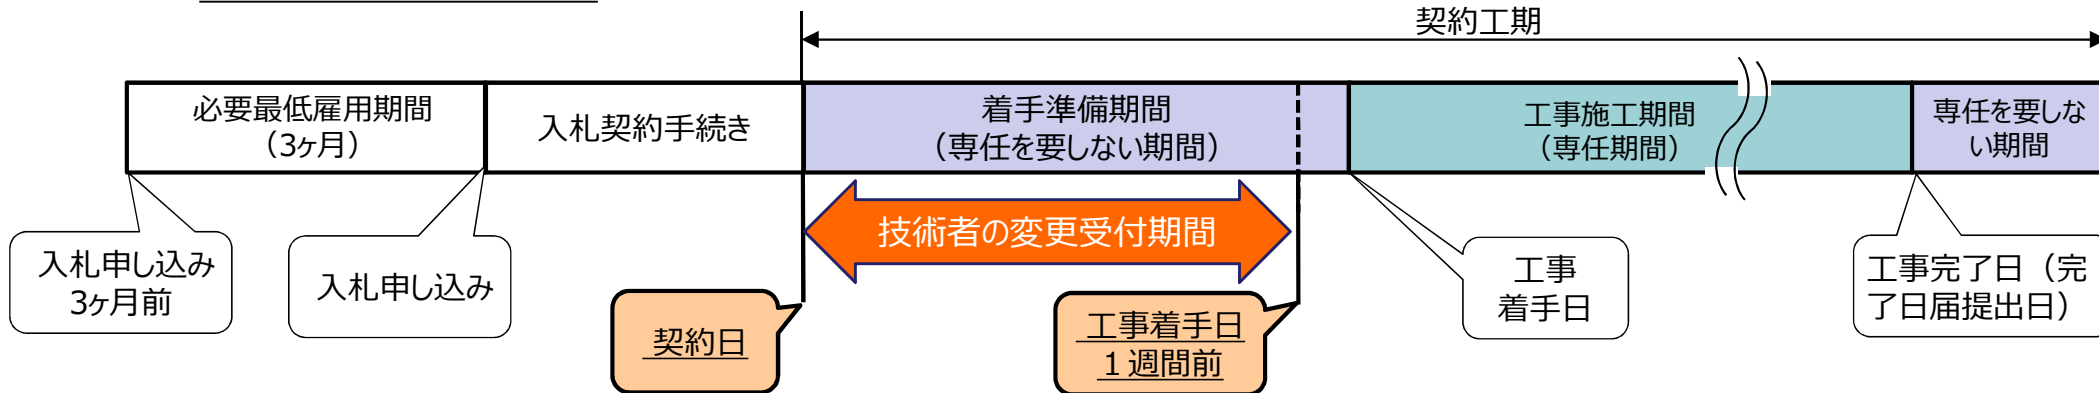 契約工期
必要最低雇用期間
（3ヶ月）
入札契約手続き
着手準備期間
（専任を要しない期間）
工事施工期間
（専任期間）
専任を要しな
い期間
技術者の変更受付期間
入札申し込み
3ヶ月前
入札申し込み
契約日
工事着手日
１週間前
工事
着手日
工事完了日（完
了日届提出日）